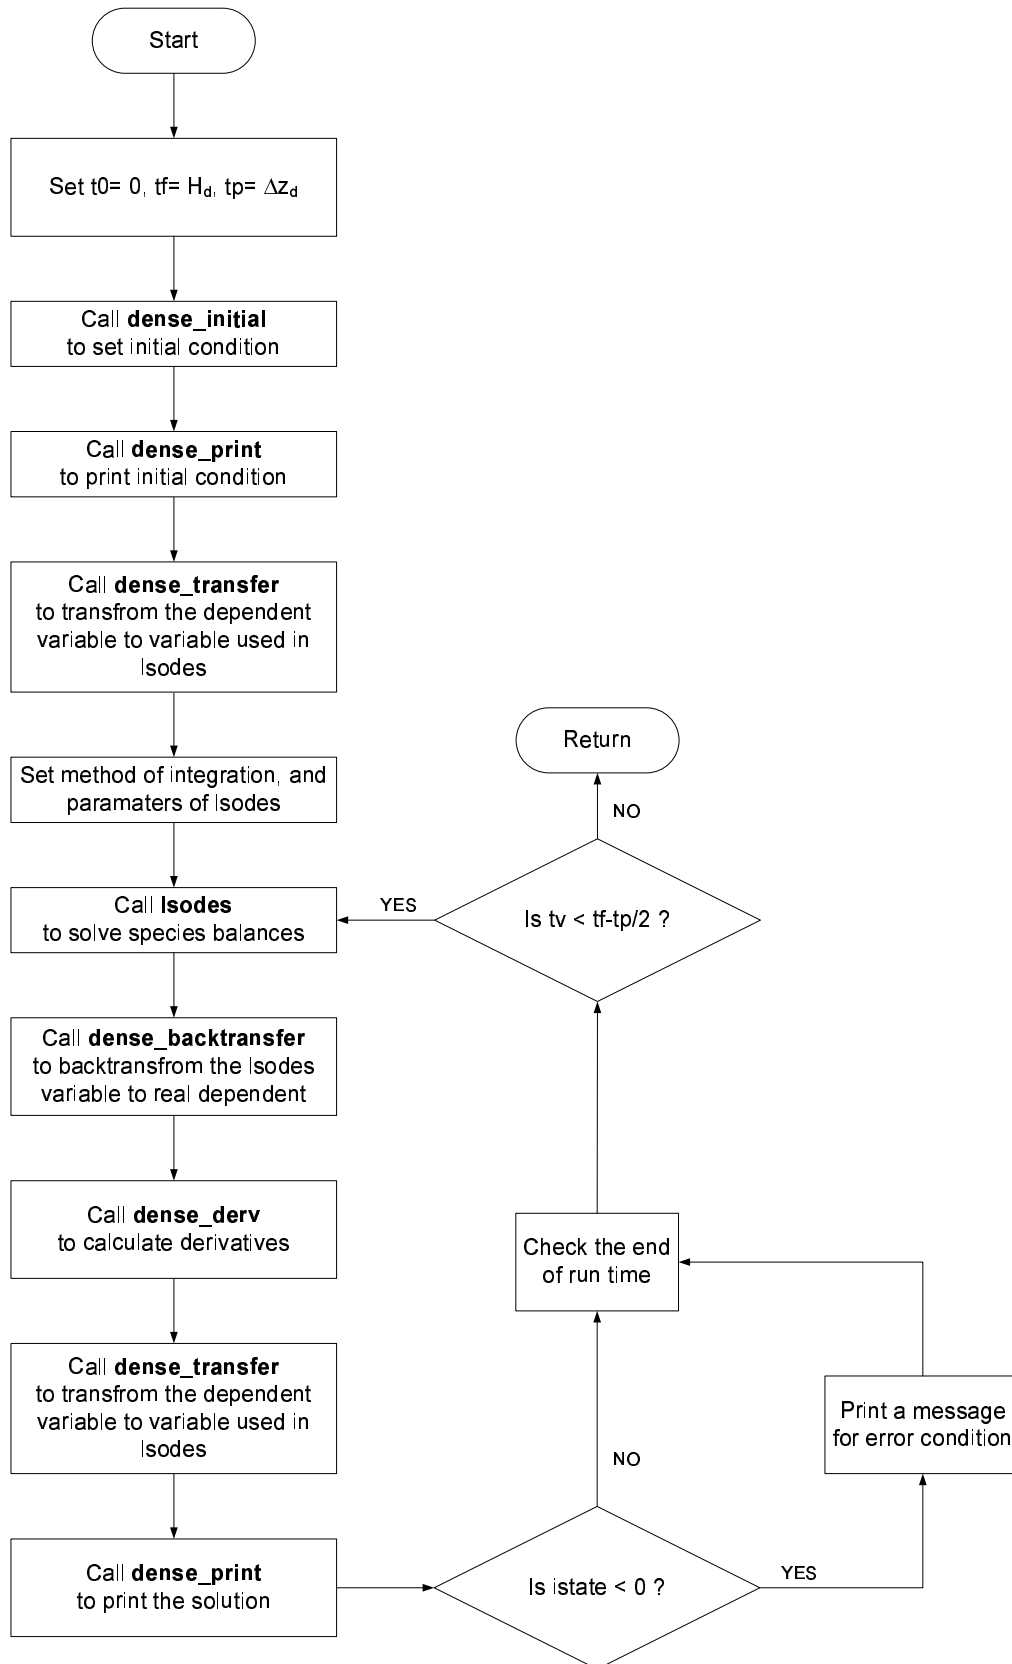 Start
Set t0= 0, tf= Hd, tp= Δzd
Call dense_initial
to set initial condition
Call dense_print
to print initial condition
Call dense_transfer
to transfrom the dependent
variable to variable used in
lsodes
Set method of integration, and
paramaters of lsodes
Call lsodes
to solve species balances
Call dense_backtransfer
to backtransfrom the lsodes
variable to real dependent
Call dense_derv
to calculate derivatives
Call dense_transfer
to transfrom the dependent
variable to variable used in
lsodes
Call dense_print
to print the solution
Is istate < 0 ?
YES
NO
Print a message
for error condition
Check the end
of run time
Is tv < tf-tp/2 ?
YES
NO
Return